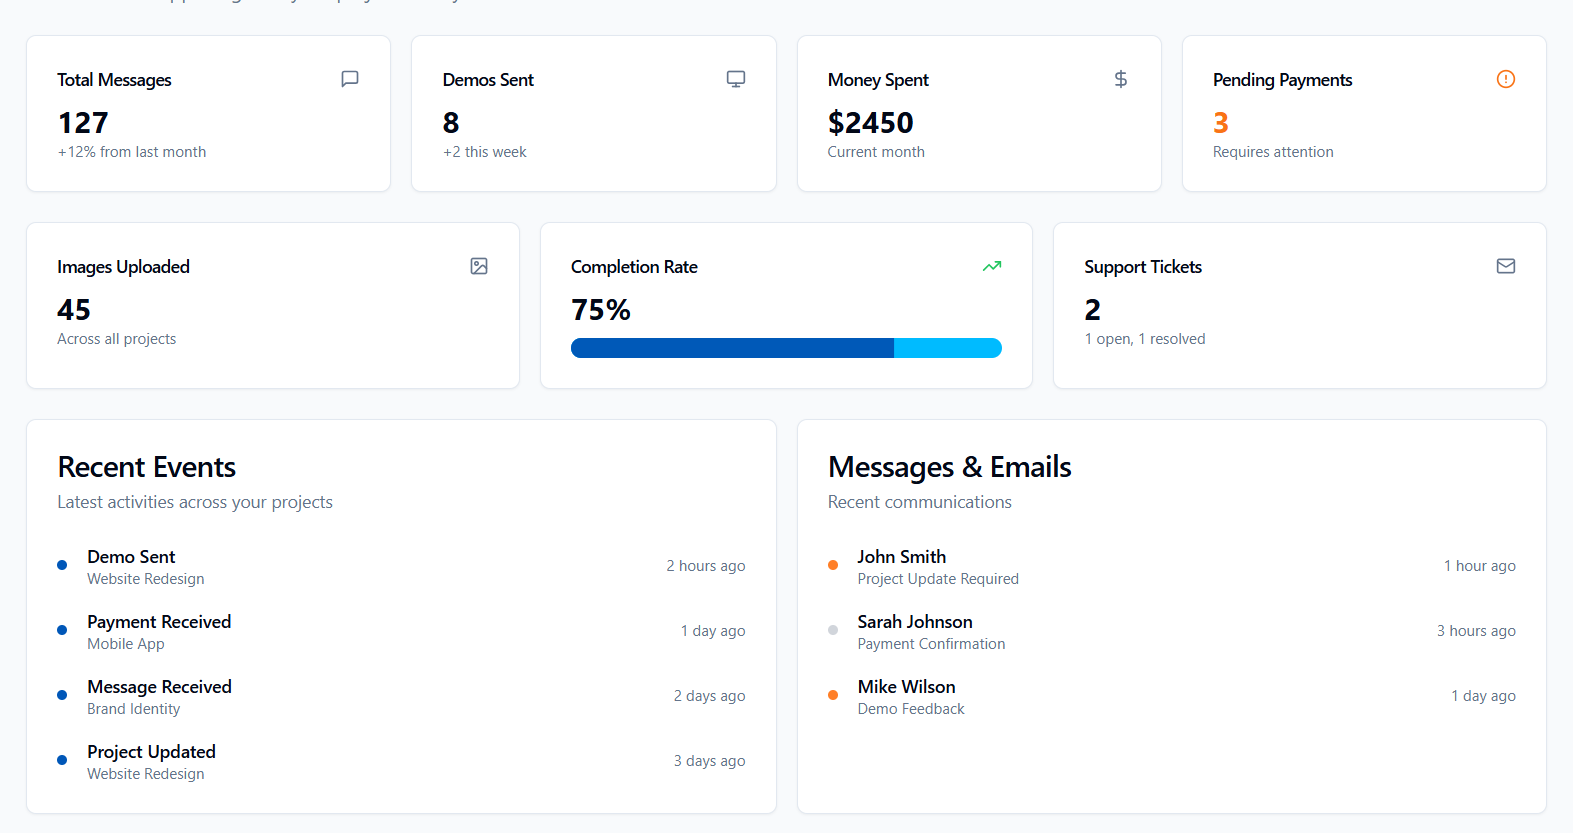 Total Messages
127
+12% from last month
Demos Sent
8
+2 this week
Money Spent
$2450
Current month
Pending Payments
3
Requires attention
Images Uploaded
45
Across all projects
Completion Rate
75%
Support Tickets
2
1 open, 1 resolved
Recent Events
Latest activities across your projects
Demo Sent
Website Redesign
2 hours ago
Payment Received
Mobile App
1 day ago
Message Received
Brand Identity
2 days ago
Project Updated
Website Redesign
3 days ago
Messages & Emails
Recent communications
John Smith
Project Update Required
1 hour ago
Sarah Johnson
Payment Confirmation
3 hours ago
Mike Wilson
Demo Feedback
1 day ago